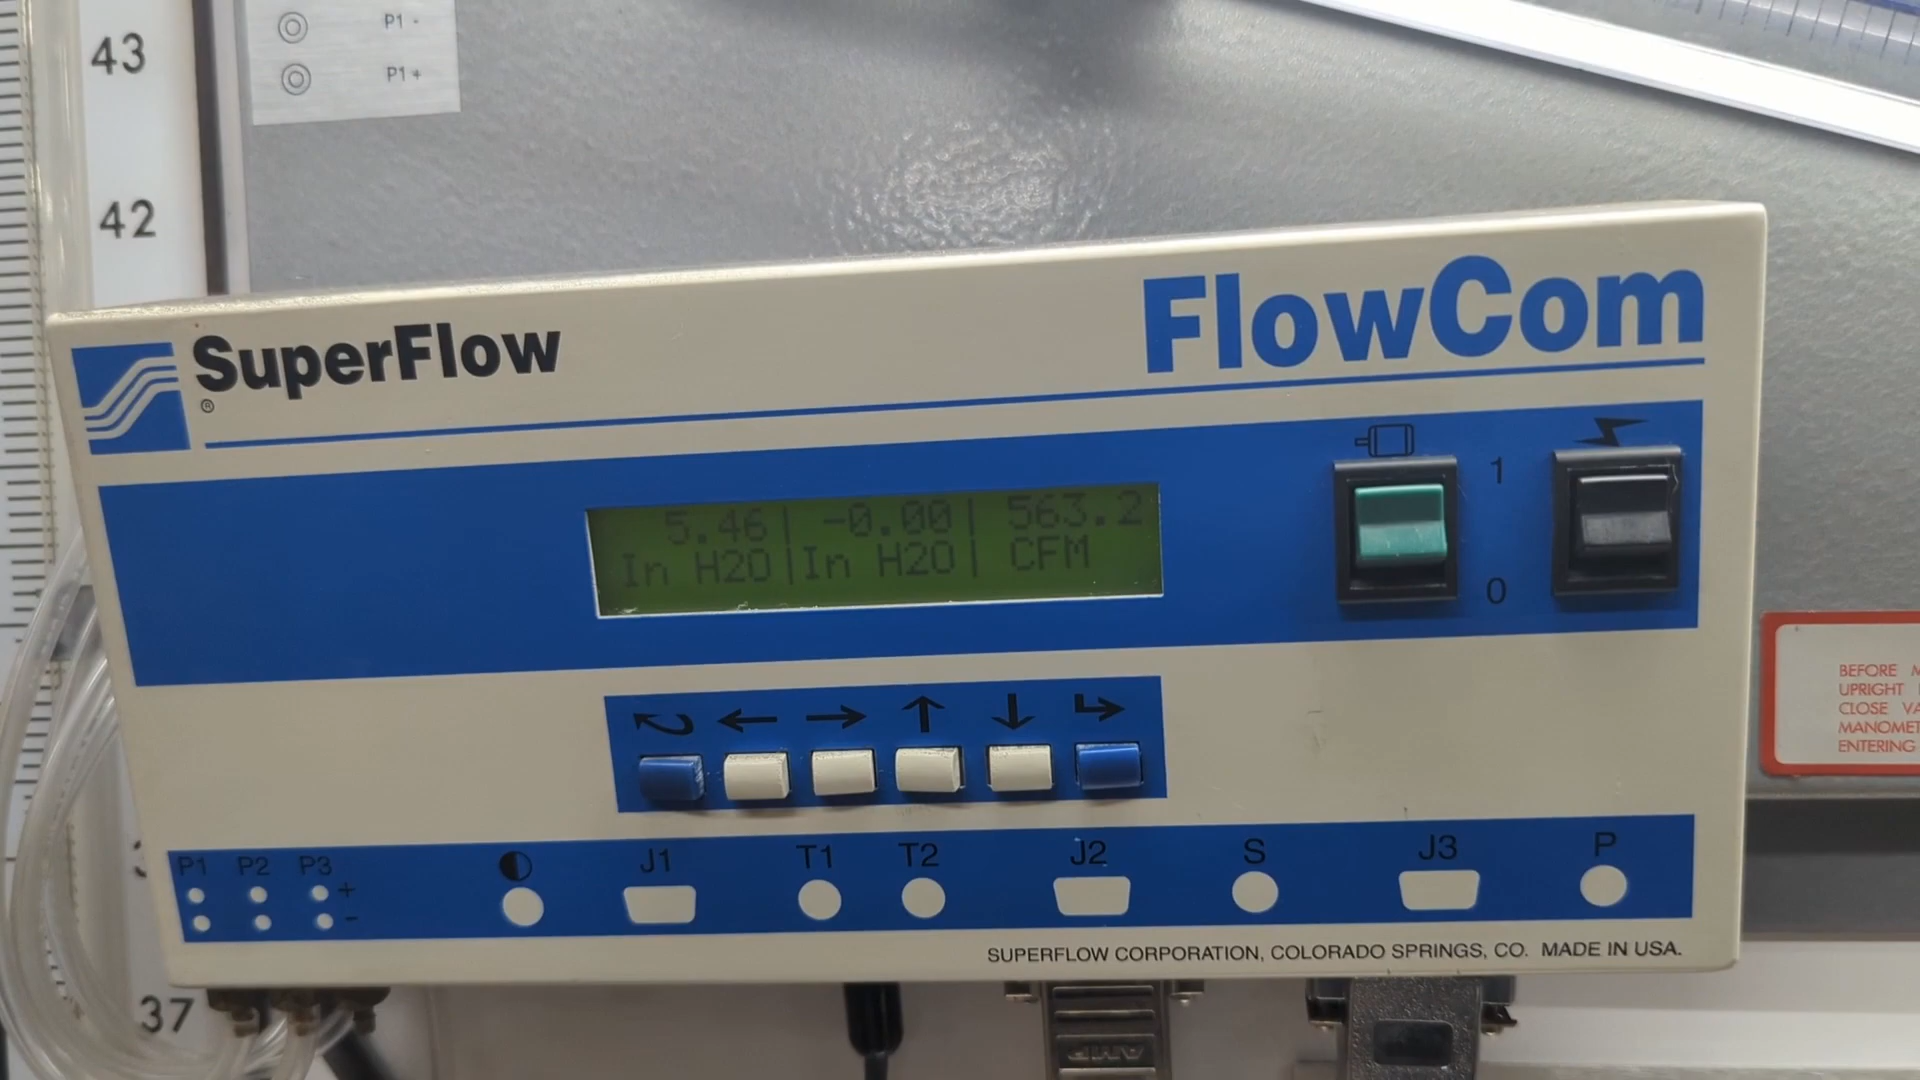 43
P1 -
P1 +
42
SuperFlow
®
FlowCom
5.46| -0.00| 563.2
In H2O|In H2O| CFM
1
0
BEFORE
UPRIGHT
CLOSE
ENTERING
P1 P2 P3
+
-
J1
T1
T2
J2
S
J3
P
SUPERFLOW CORPORATION, COLORADO SPRINGS, CO. MADE IN USA.
37
AMP